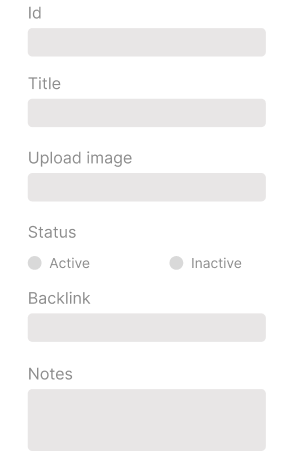 Id
Title
Upload image
Status
Active Inactive
Backlink
Notes